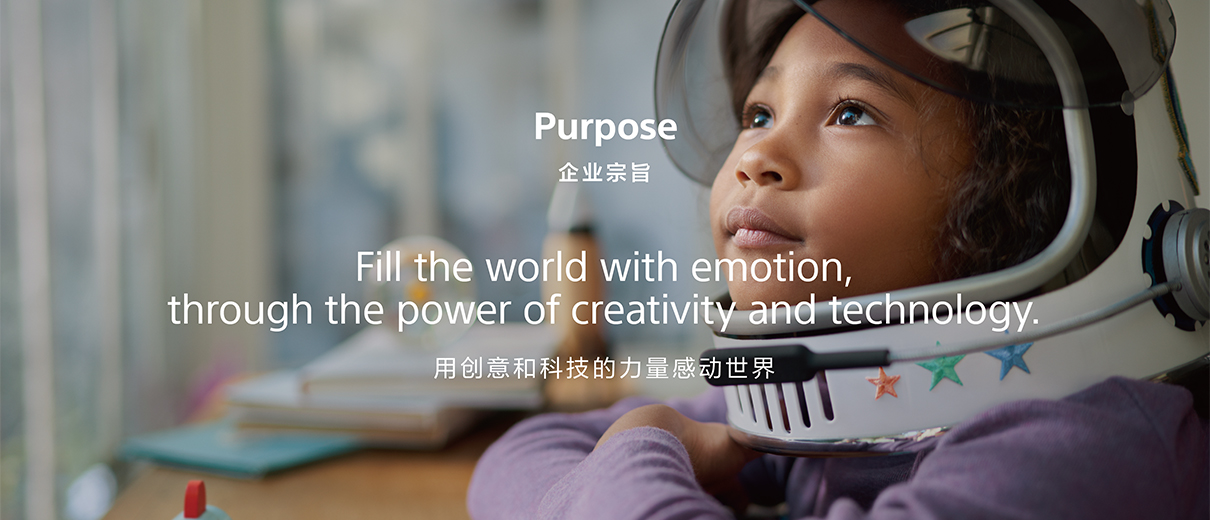 Purpose
企业宗旨
Fill the world with emotion,
through the power of creativity and technology.
用创意和科技的力量感动世界